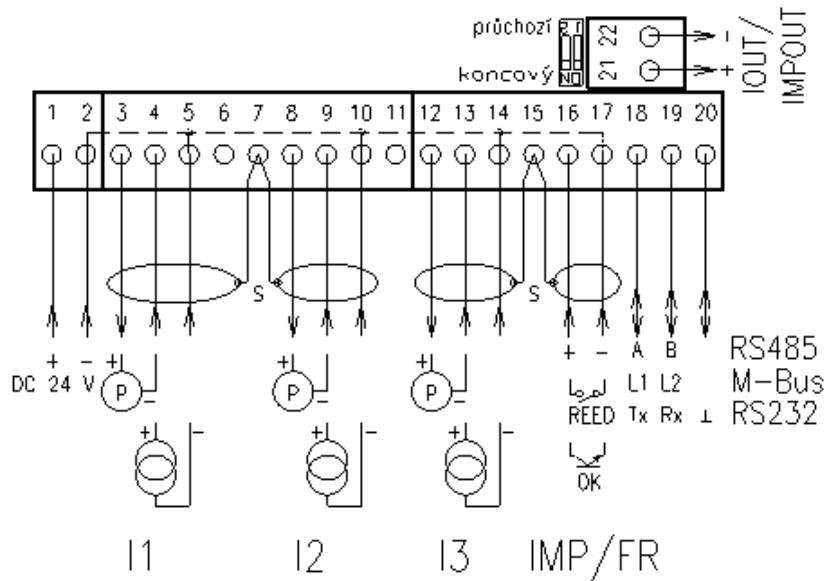 průchozí
koncový
21 22
- +
IOUT/
IMPOUT
1 2 3 4 5 6 7 8 9 10 11 12 13 14 15 16 17 18 19 20
S S
+ - + + + + - A B RS485
DC 24 V P - P - P - L1 L2 M-Bus
REED Tx Rx ⊥ RS232
+ - + - + -
OK
I1 I2 I3 IMP/FR